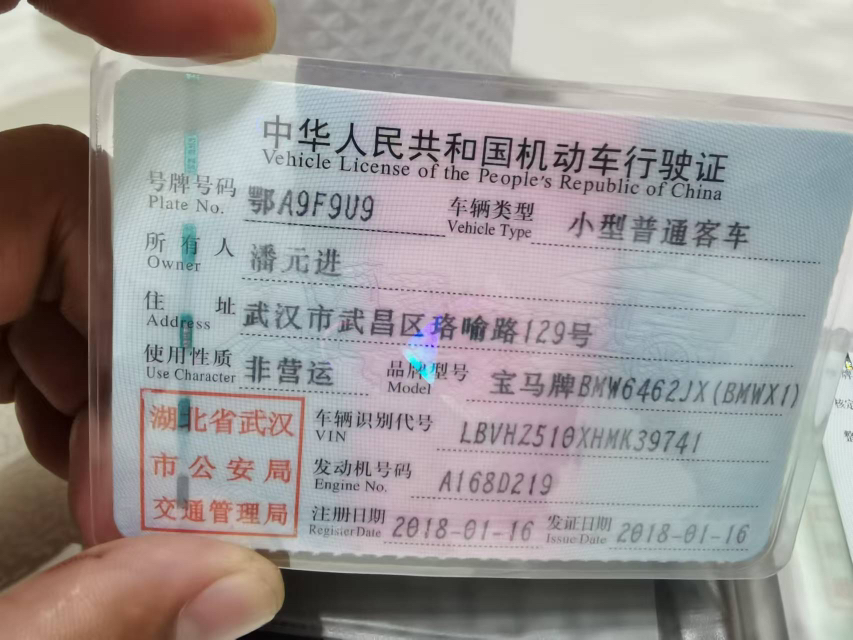 中华人民共和国机动车行驶证
Vehicle License of the People's Republic of China
号牌号码 鄂A9F9U9 车辆类型 小型普通客车
Plate No. Vehicle Type
所有人 潘元进
Owner
住址 武汉市武昌区珞喻路129号
Address
使用性质 非营运 品牌型号 宝马牌BMW6462JX(BMWX1)
Use Character Model
湖北省武汉
市公安局
交通管理局
车辆识别代号 LBVHZ510XHMK39741
VIN
发动机号码 A168D219
Engine No.
注册日期 2018-01-16 发证日期 2018-01-16
Register Date Issue Date